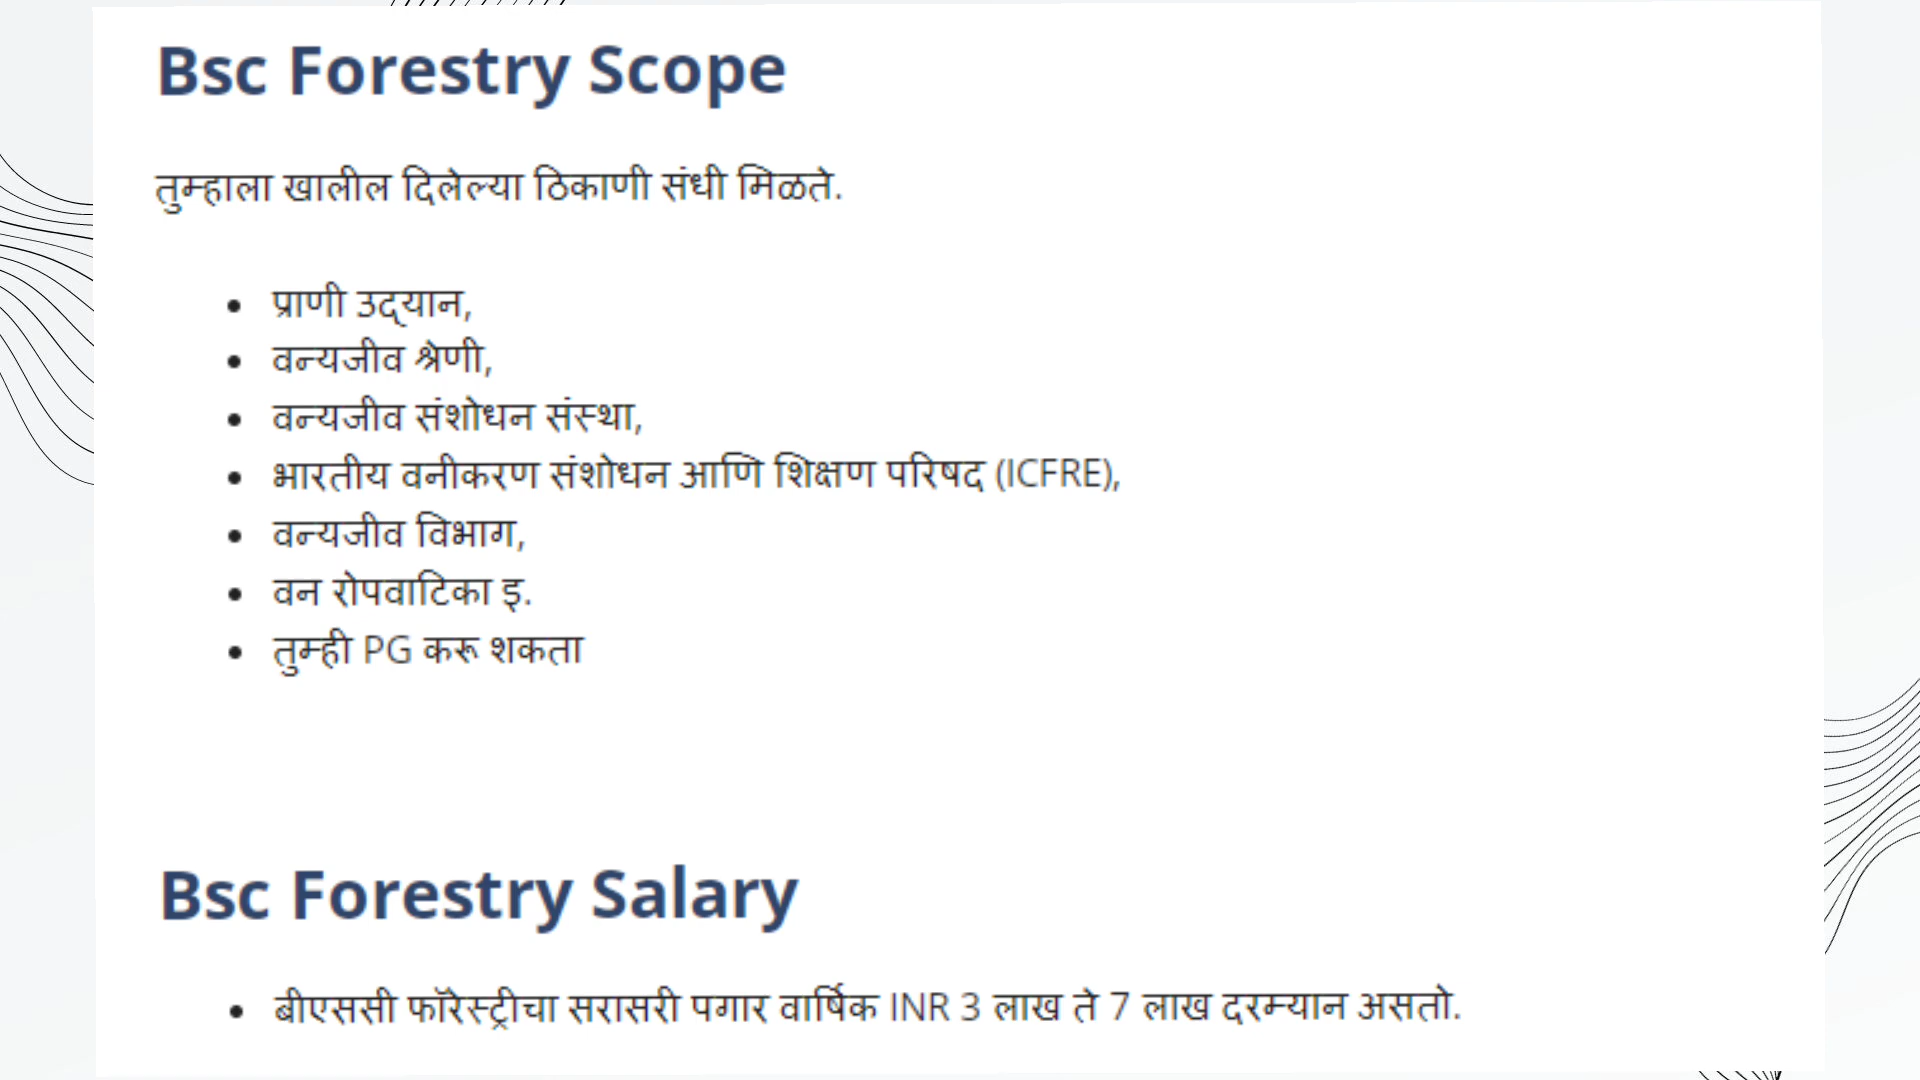 Bsc Forestry Scope
तुम्हाला खालील दिलेल्या ठिकाणी संधी मिळते.
• प्राणी उद्यान,
• वन्यजीव श्रेणी,
• वन्यजीव संशोधन संस्था,
• भारतीय वनीकरण संशोधन आणि शिक्षण परिषद (ICFRE),
• वन्यजीव विभाग,
• वन रोपवाटिका इ.
• तुम्ही PG करू शकता
Bsc Forestry Salary
• बीएससी फॉरेस्ट्रीचा सरासरी पगार वार्षिक INR 3 लाख ते 7 लाख दरम्यान असतो.